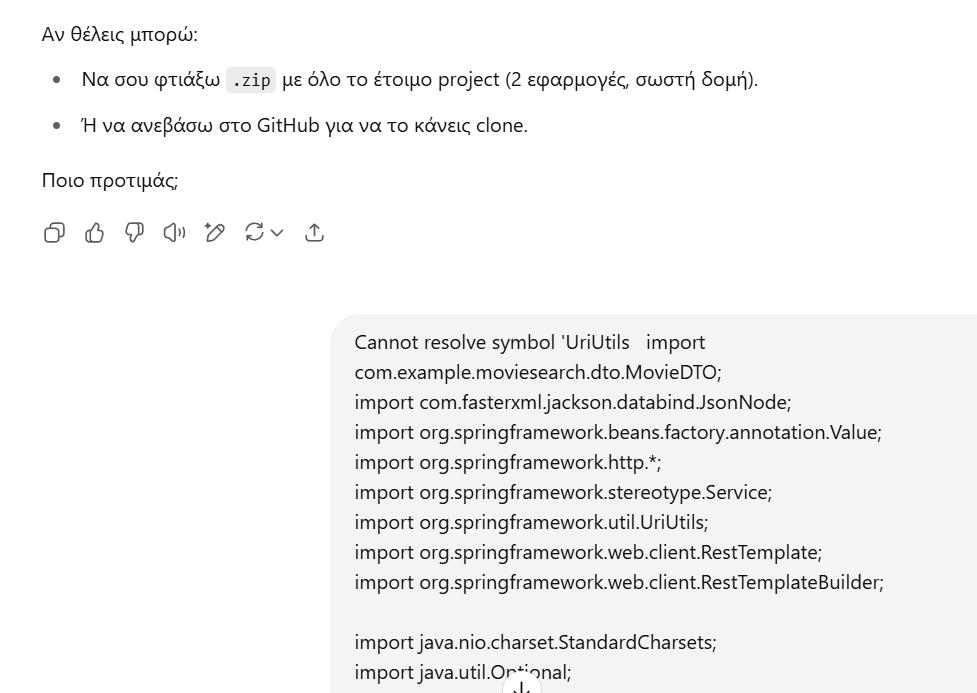 Αν θέλεις μπορώ:
Να σου φτιάξω .zip με όλο το έτοιμο project (2 εφαρμογές, σωστή δομή).
Ή να ανεβάσω στο GitHub για να το κάνεις clone.
Ποιο προτιμάς;
Cannot resolve symbol 'UriUtils   import
com.example.moviesearch.dto.MovieDTO;
import com.fasterxml.jackson.databind.JsonNode;
import org.springframework.beans.factory.annotation.Value;
import org.springframework.http.*;
import org.springframework.stereotype.Service;
import org.springframework.util.UriUtils;
import org.springframework.web.client.RestTemplate;
import org.springframework.web.client.RestTemplateBuilder;
import java.nio.charset.StandardCharsets;
import java.util.Optional;